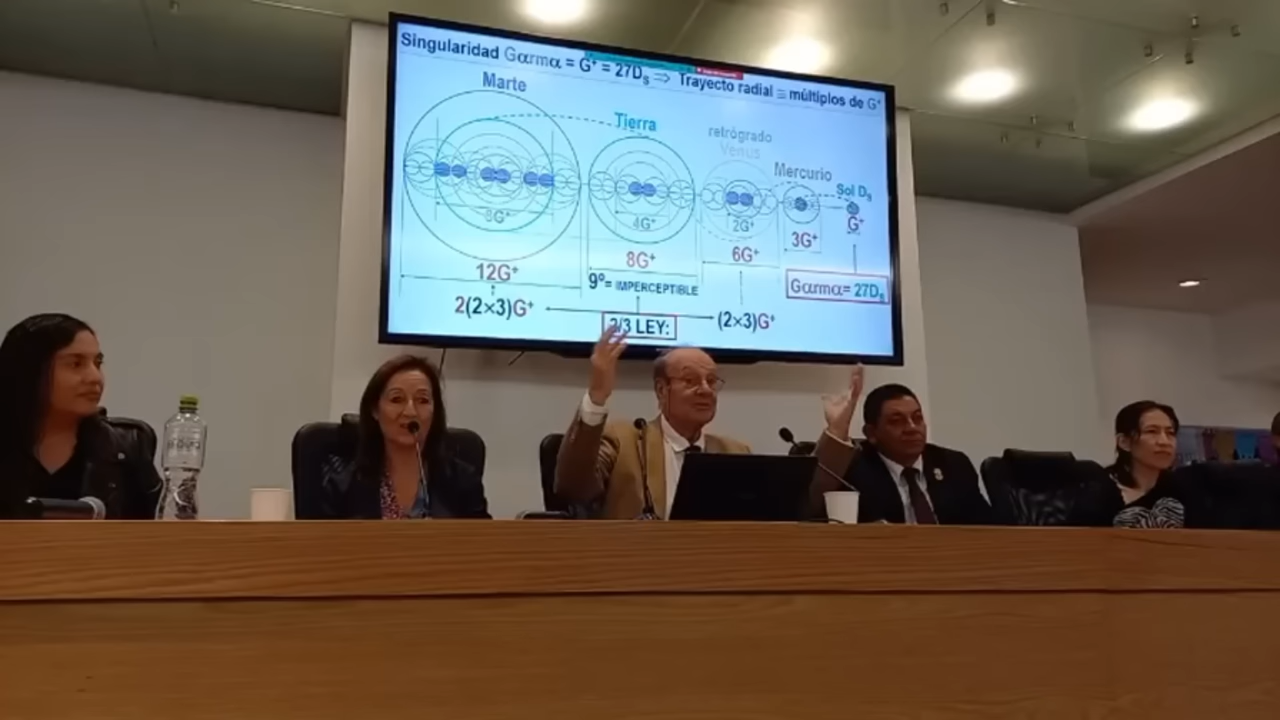 Singularidad Gαrmα = G⁺ = 27Dₛ ⇒ Trayecto radial ≅ múltiplos de G⁺
Marte
Tierra
retrógrado
Venus
Mercurio
Sol Dₛ
8G⁺
4G⁺
2G⁺
G⁺
3G⁺
6G⁺
8G⁺
12G⁺
9º= IMPERCEPTIBLE
Gαrmα= 27Dₛ
2(2×3)G⁺
2/3 LEY:
(2×3)G⁺